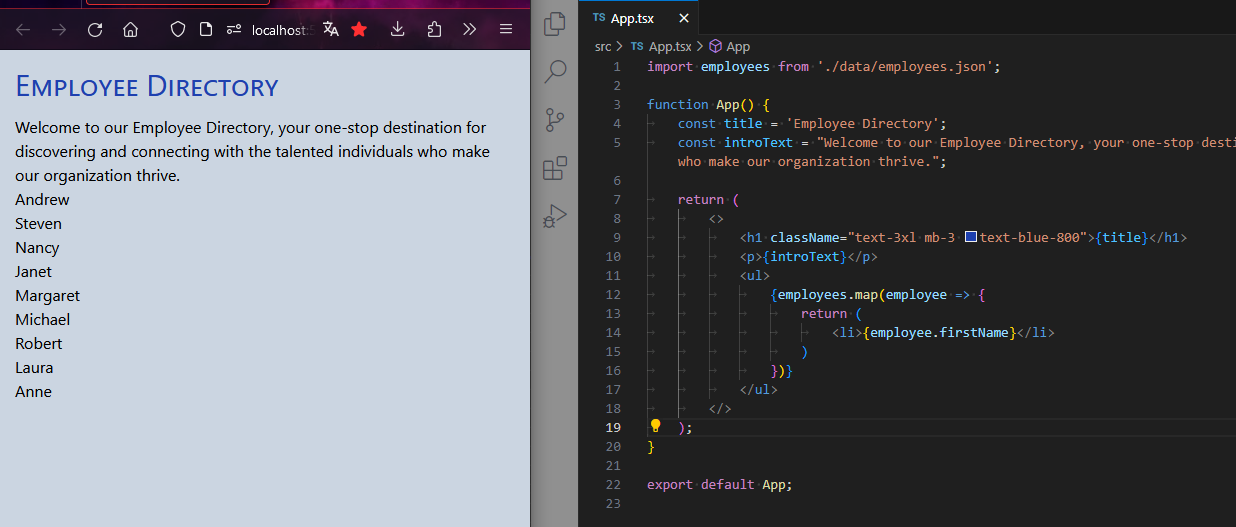 localhost:5
Employee Directory
Welcome to our Employee Directory, your one-stop destination for
discovering and connecting with the talented individuals who make
our organization thrive.
Andrew
Steven
Nancy
Janet
Margaret
Michael
Robert
Laura
Anne
TS App.tsx
src > TS App.tsx > App
1 import employees from './data/employees.json';
2
3 function App() {
4 const title = 'Employee Directory';
5 const introText = "Welcome to our Employee Directory, your one-stop desti
who make our organization thrive.";
6
7 return (
8 <>
9 <h1 className="text-3xl mb-3 text-blue-800">{title}</h1>
10 <p>{introText}</p>
11 <ul>
12 {employees.map(employee => {
13 return (
14 <li>{employee.firstName}</li>
15 )
16 })}
17 </ul>
18 </>
19 );
20 }
21
22 export default App;
23